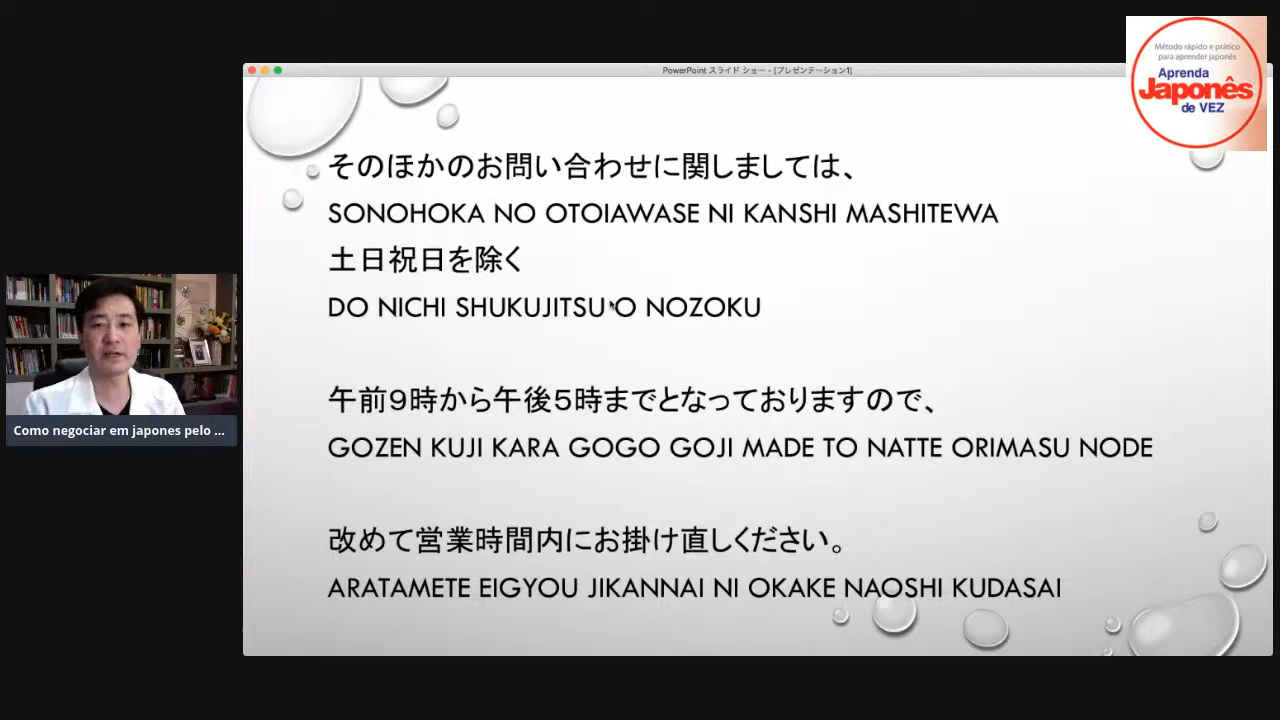 Método rápido e prático
para aprender japonês
Aprenda
Japonês
de VEZ
PowerPoint スライド ショー - [プレゼンテーション1]
そのほかのお問い合わせに関しましては、
SONOHOKA NO OTOIAWASE NI KANSHI MASHITEWA
土日祝日を除く
DO NICHI SHUKUJITSU O NOZOKU
午前９時から午後５時までとなっておりますので、
GOZEN KUJI KARA GOGO GOJI MADE TO NATTE ORIMASU NODE
改めて営業時間内にお掛け直しください。
ARATAMETE EIGYOU JIKANNAI NI OKAKE NAOSHI KUDASAI
Como negociar em japones pelo ...